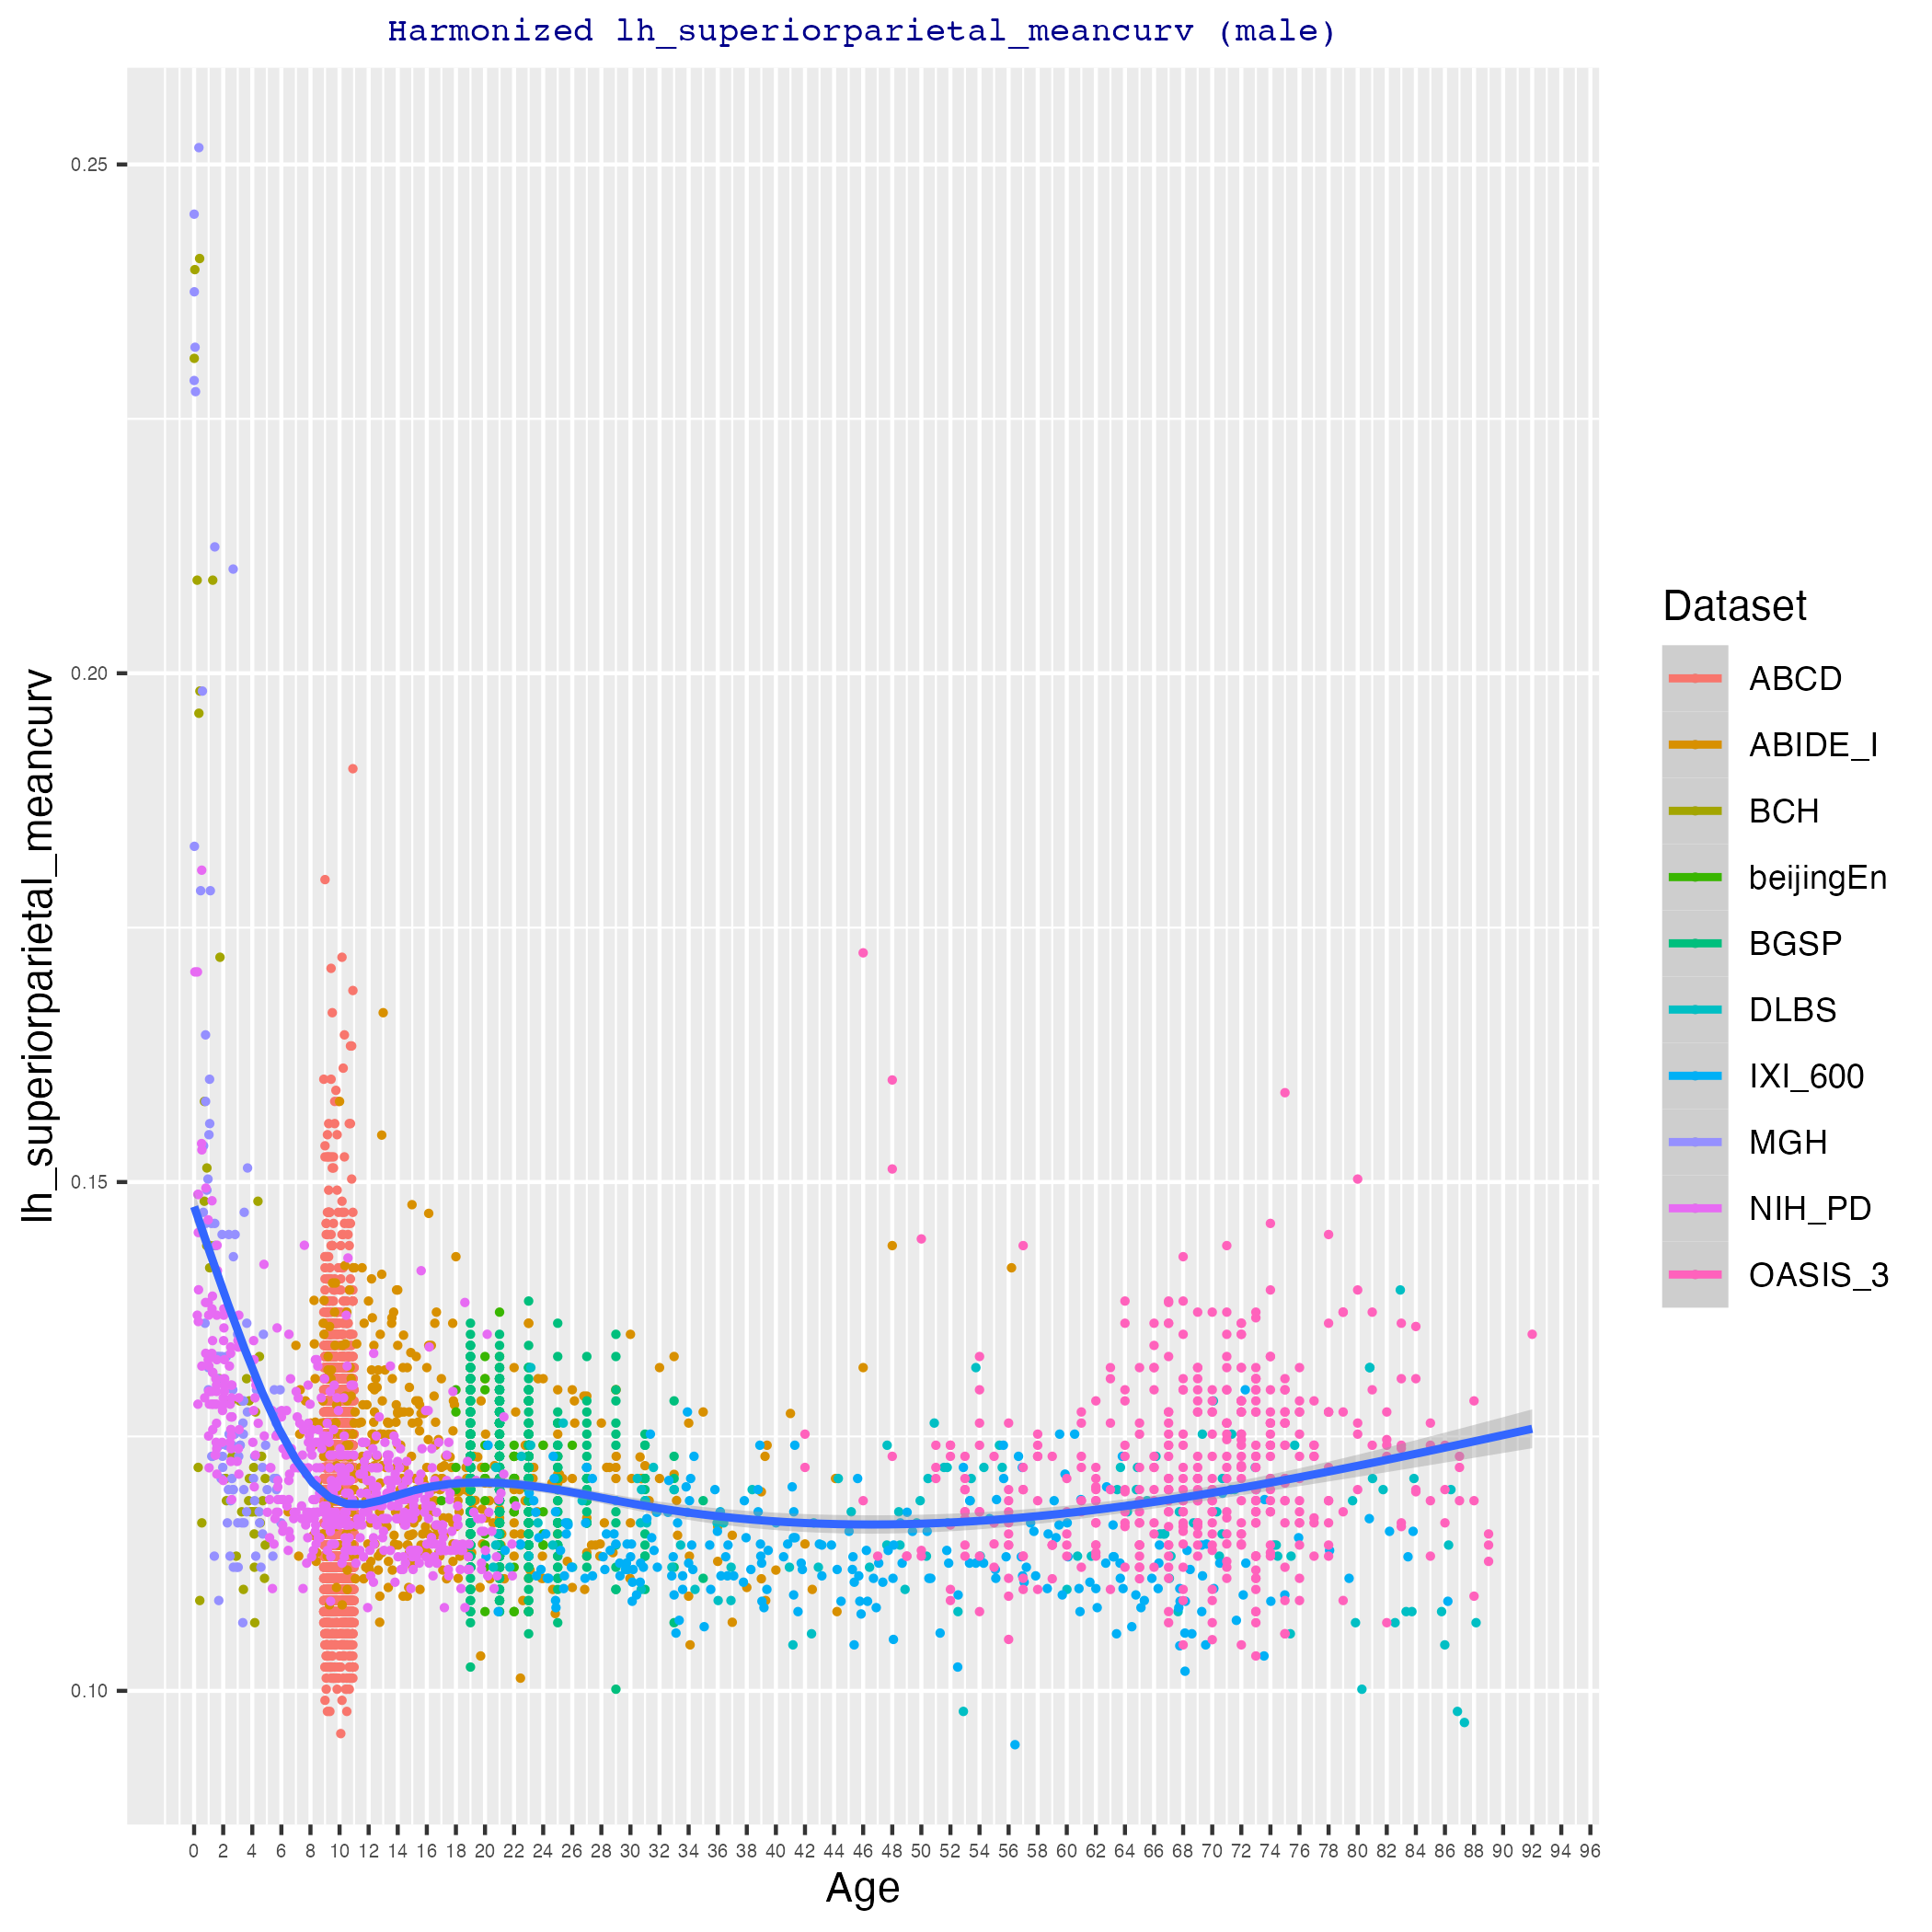 Harmonized lh_superiorparietal_meancurv (male)
lh_superiorparietal_meancurv
0.25
0.20
0.15
0.10
0 2 4 6 8 10 12 14 16 18 20 22 24 26 28 30 32 34 36 38 40 42 44 46 48 50 52 54 56 58 60 62 64 66 68 70 72 74 76 78 80 82 84 86 88 90 92 94 96
Age
Dataset
ABCD
ABIDE_I
BCH
beijingEn
BGSP
DLBS
IXI_600
MGH
NIH_PD
OASIS_3